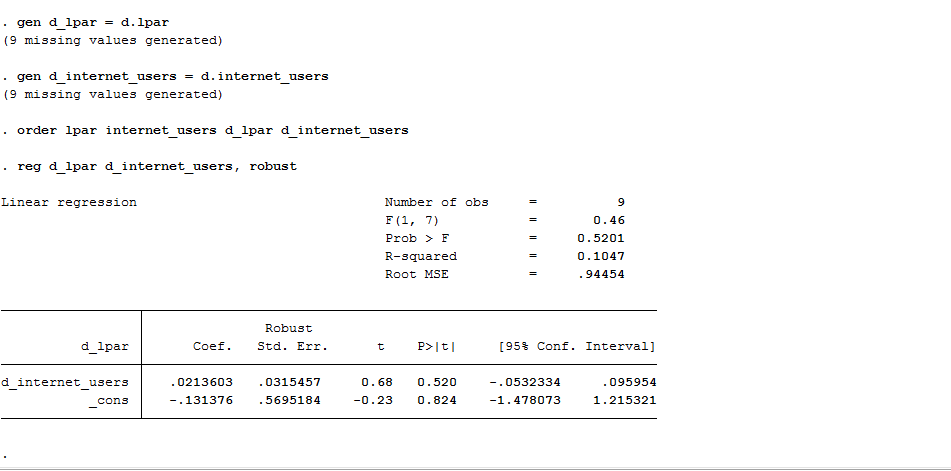 . gen d_lpar = d.lpar
(9 missing values generated)
. gen d_internet_users = d.internet_users
(9 missing values generated)
. order lpar internet_users d_lpar d_internet_users
. reg d_lpar d_internet_users, robust
Linear regression Number of obs = 9
F(1, 7) = 0.46
Prob > F = 0.5201
R-squared = 0.1047
Root MSE = .94454
Robust
d_lpar Coef. Std. Err. t P>|t| [95% Conf. Interval]
d_internet_users .0213603 .0315457 0.68 0.520 -.0532334 .095954
_cons -.131376 .5695184 -0.23 0.824 -1.478073 1.215321
.